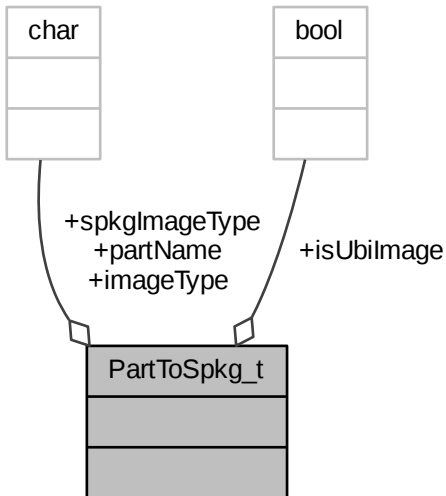 char
bool
+spkgImageType
+partName
+imageType
+isUbiImage
PartToSpkg_t